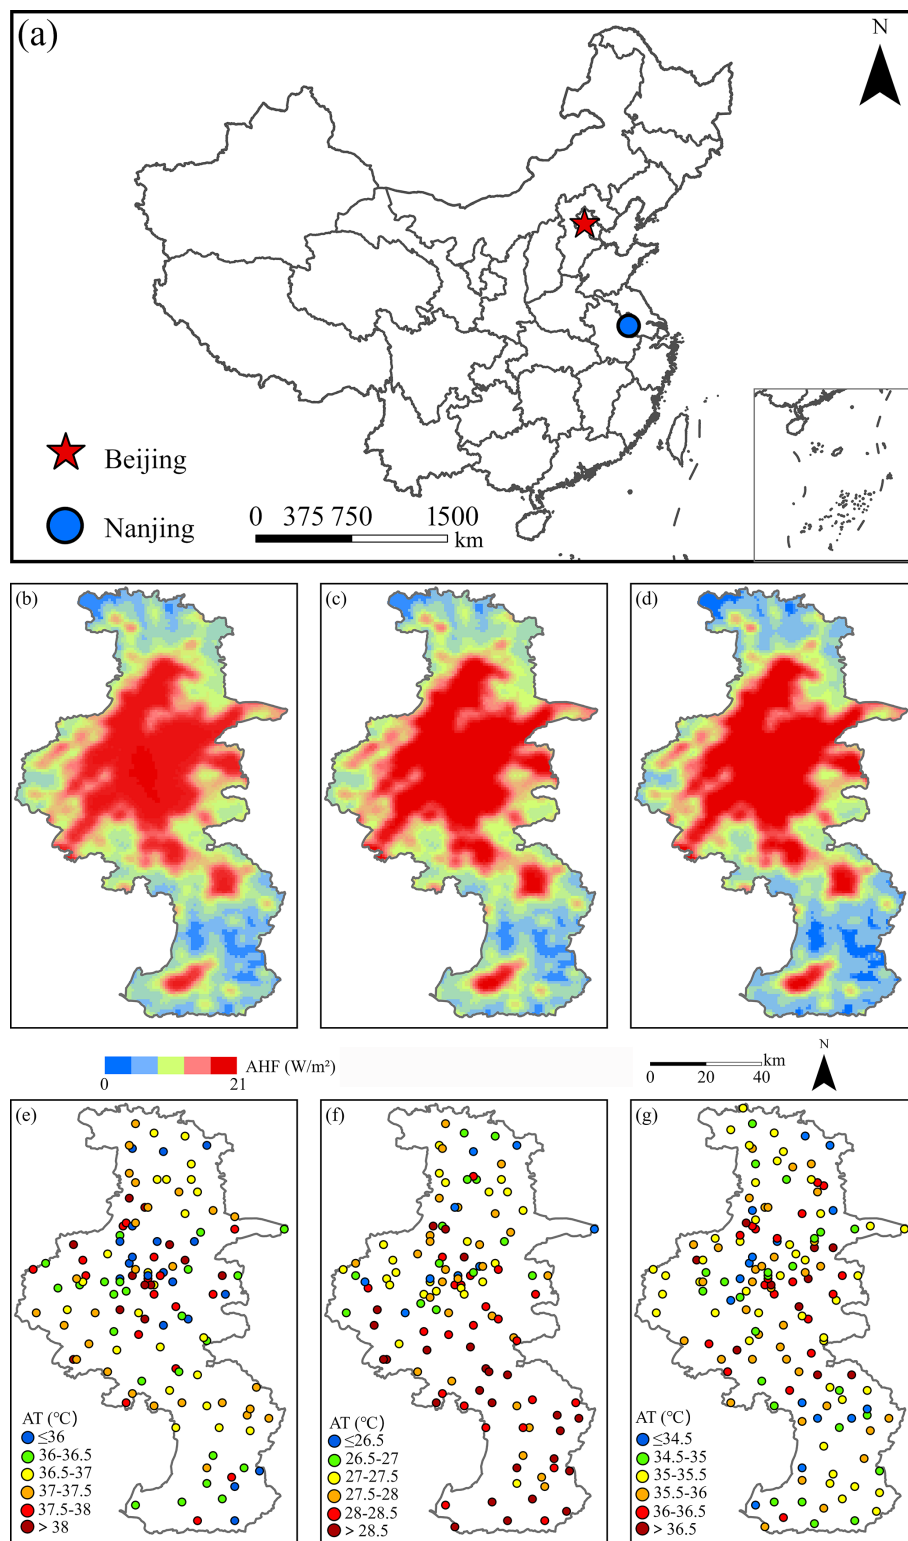 (a)
N
Beijing
Nanjing
0 375 750 1500
km
(b)
(c)
(d)
AHF (W/m²)
0 21
km
0 20 40
N
(e)
(f)
(g)
AT (℃)
≤36
36-36.5
36.5-37
37-37.5
37.5-38
> 38
AT (℃)
≤26.5
26.5-27
27-27.5
27.5-28
28-28.5
> 28.5
AT (℃)
≤34.5
34.5-35
35-35.5
35.5-36
36-36.5
> 36.5